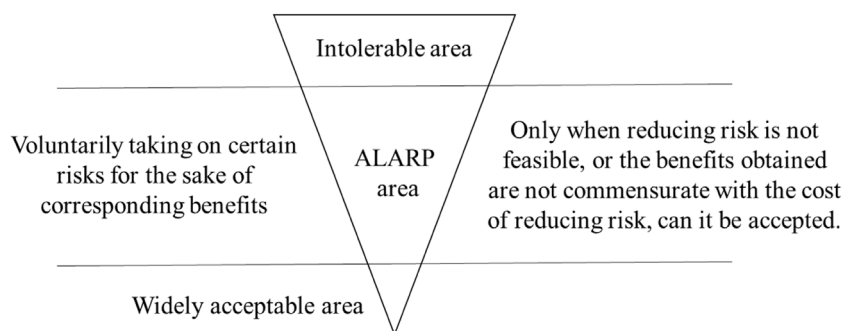 Intolerable area
Voluntarily taking on certain
risks for the sake of
corresponding benefits
ALARP
area
Only when reducing risk is not
feasible, or the benefits obtained
are not commensurate with the cost
of reducing risk, can it be accepted.
Widely acceptable area